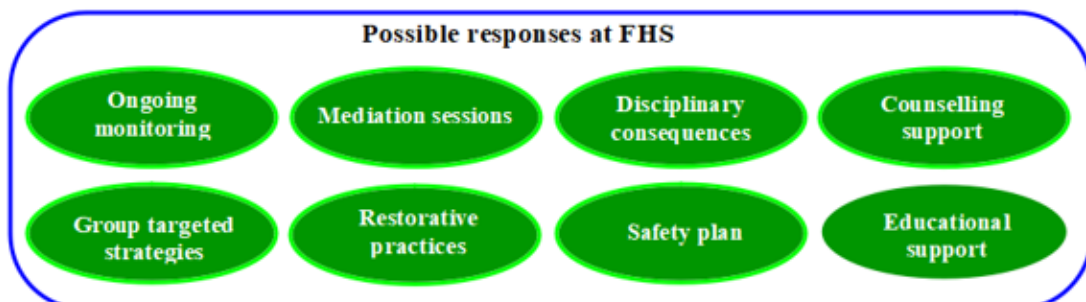 Possible responses at FHS
Ongoing
monitoring
Mediation sessions
Disciplinary
consequences
Counselling
support
Group targeted
strategies
Restorative
practices
Safety plan
Educational
support